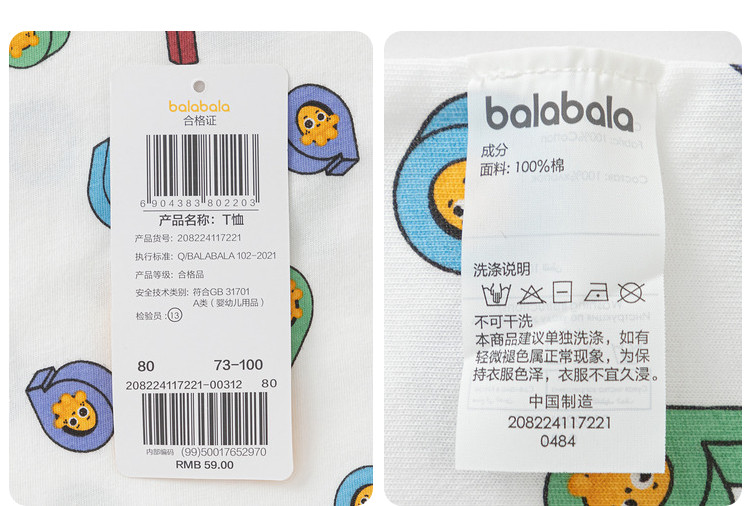 balabala
合格证
6 904383 802203
产品名称：T恤
产品货号：208224117221
执行标准：Q/BALABALA 102-2021
产品等级：合格品
安全技术类别：符合GB 31701
A类（婴幼儿用品）
检验员：13
80 73-100
208224117221-00312 80
内部编码 (99)50017652970
RMB 59.00
balabala
成分
面料：100%棉
洗涤说明
不可干洗
本商品建议单独洗涤，如有
轻微褪色属正常现象，为保
持衣服色泽，衣服不宜久浸。
中国制造
208224117221
0484